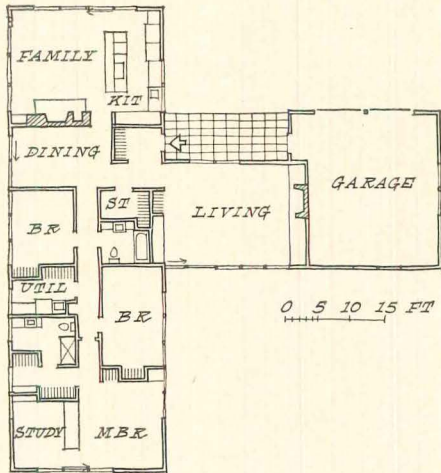 FAMILY
KIT
DINING
ST
LIVING
GARAGE
BR
UTIL
BR
0 5 10 15 FT
STUDY
MBR